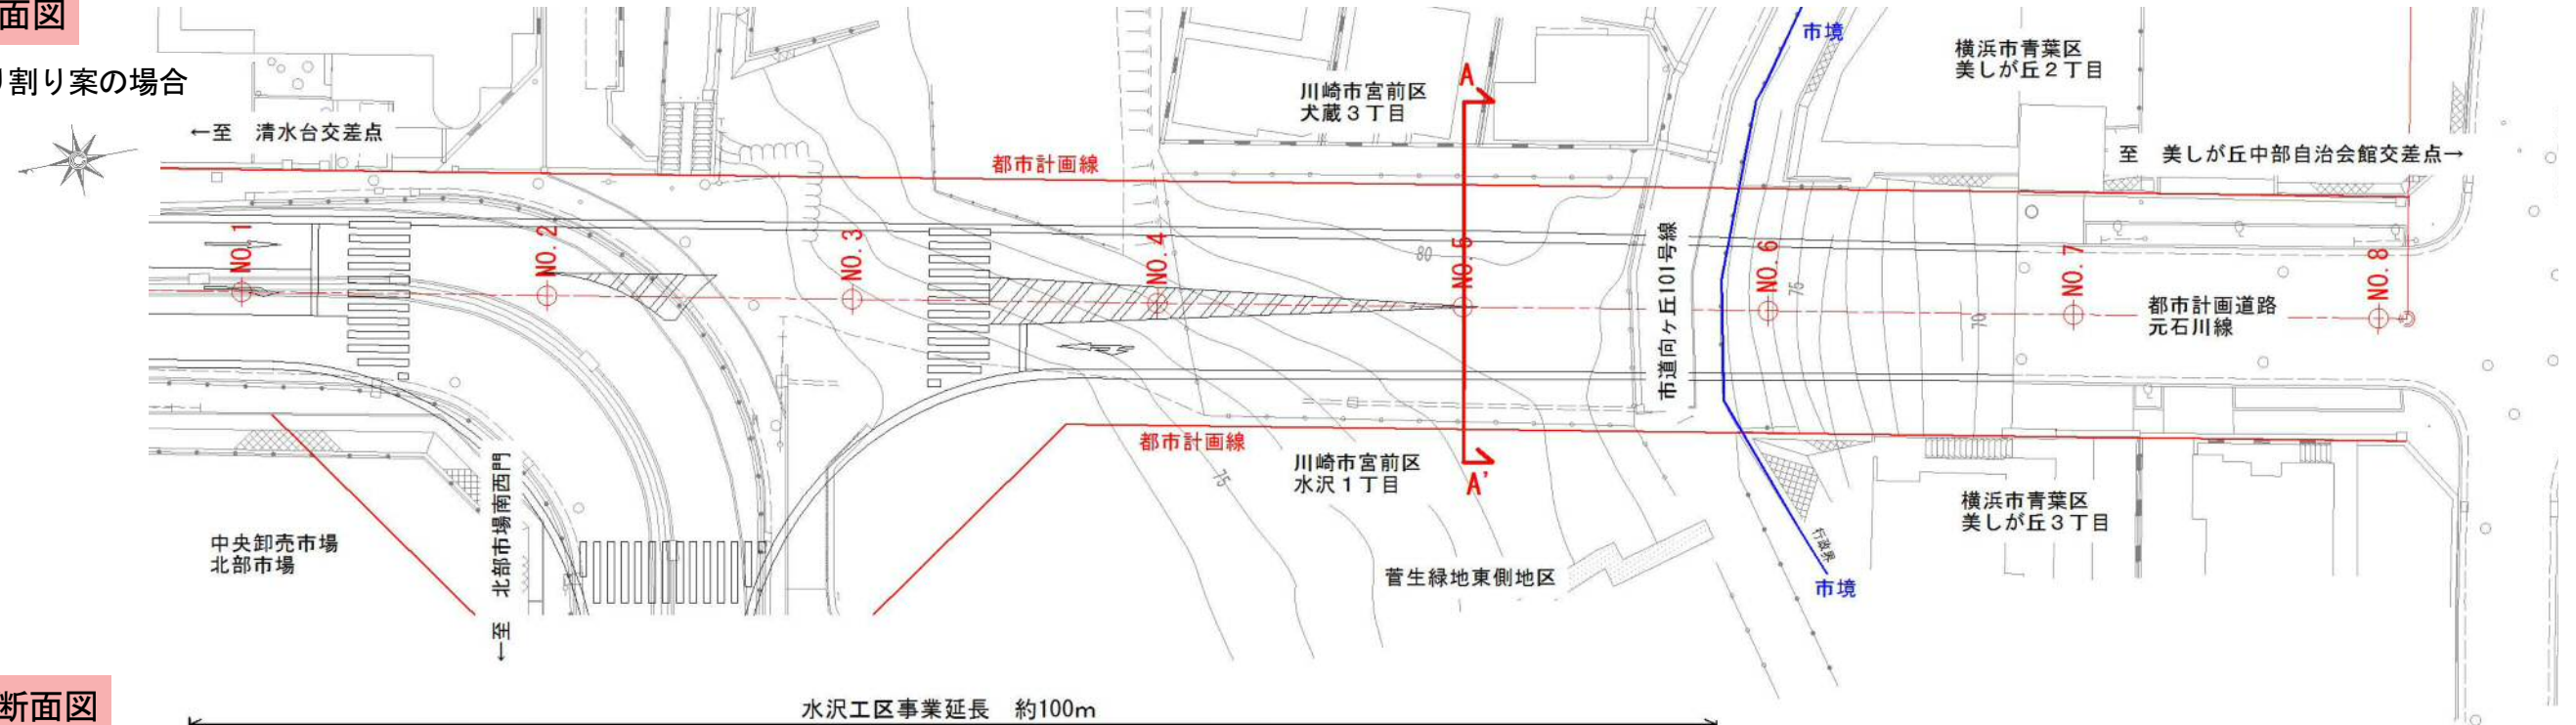 面図
り割り案の場合
←至 清水台交差点
川崎市宮前区
犬蔵３丁目
A
市境
横浜市青葉区
美しが丘２丁目
至 美しが丘中部自治会館交差点→
都市計画線
NO.1
NO.2
NO.3
NO.4
NO.5
NO.6
NO.7
NO.8
80
75
70
市道向ヶ丘101号線
都市計画道路
元石川線
都市計画線
75
川崎市宮前区
水沢１丁目
A'
横浜市青葉区
美しが丘３丁目
行政界
市境
中央卸売市場
北部市場
←至 北部市場南西門
菅生緑地東側地区
断面図
水沢工区事業延長 約100m